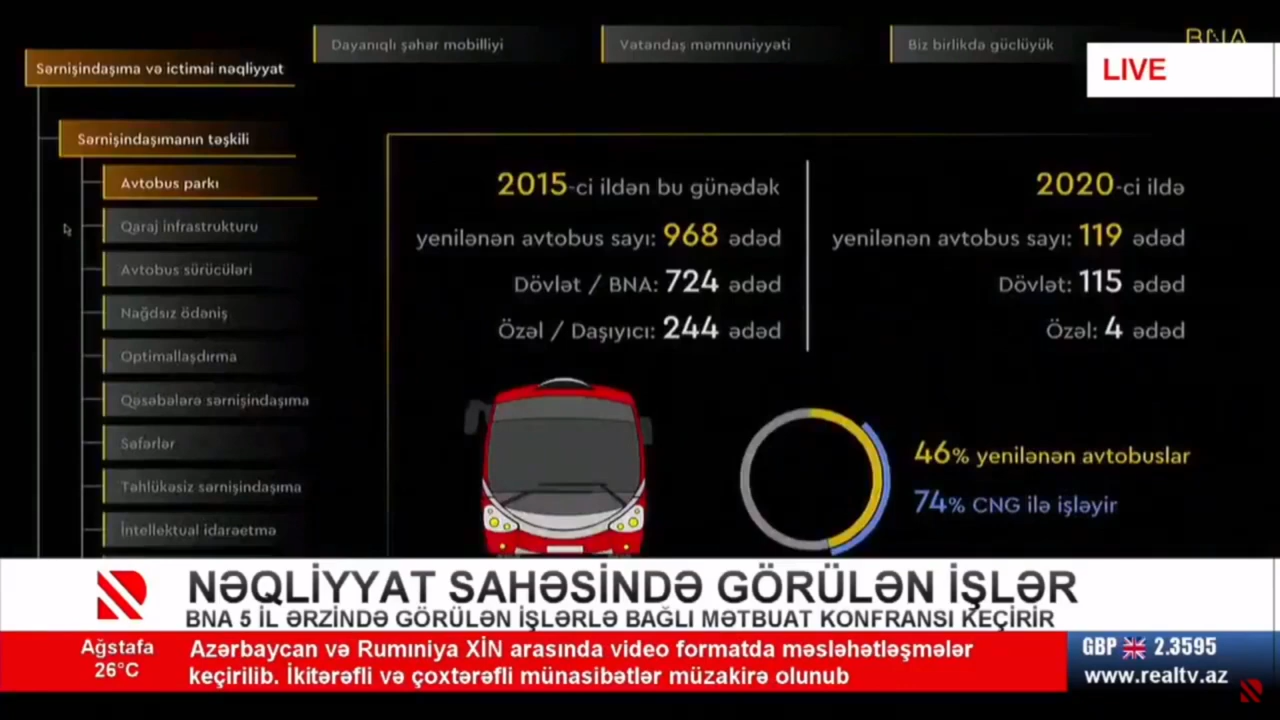 Dayanıqlı şəhər mobilliyi
Vətəndaş məmnuniyyəti
Biz birlikdə güclüyük
BNA
LIVE
Sərnişindaşıma və ictimai nəqliyyat
Sərnişindaşımanın təşkili
Avtobus parkı
Qaraj infrastrukturu
Avtobus sürücüləri
Nağdsız ödəniş
Optimallaşdırma
Qəsəbələrə sərnişindaşıma
Səfərlər
Təhlükəsiz sərnişindaşıma
İntellektual idarəetmə
2015-ci ildən bu günədək
yenilənən avtobus sayı: 968 ədəd
Dövlət / BNA: 724 ədəd
Özəl / Daşıyıcı: 244 ədəd
2020-ci ildə
yenilənən avtobus sayı: 119 ədəd
Dövlət: 115 ədəd
Özəl: 4 ədəd
46% yenilənən avtobuslar
74% CNG ilə işləyir
NƏQLİYYAT SAHƏSİNDƏ GÖRÜLƏN İŞLƏR
BNA 5 İL ƏRZİNDƏ GÖRÜLƏN İŞLƏRLƏ BAĞLI MƏTBUAT KONFRANSI KEÇİRİR
Ağstafa
26°C
Azərbaycan və Rumıniya XİN arasında video formatda məsləhətləşmələr
keçirilib. İkitərəfli və çoxtərəfli münasibətlər müzakirə olunub
GBP 2.3595
www.realtv.az